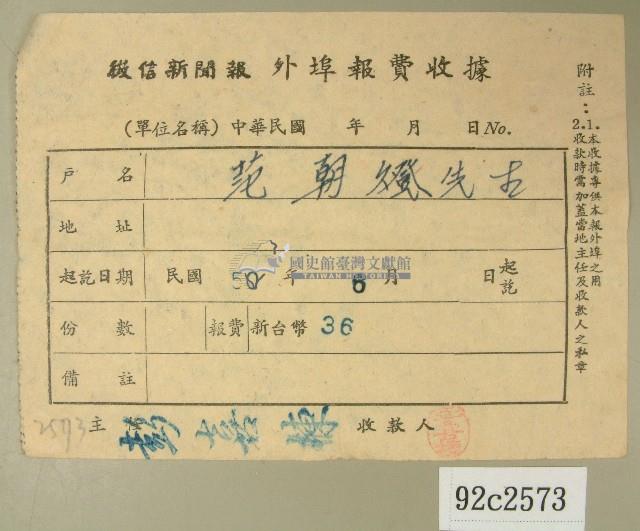 徵信新聞報 外埠報費收據
(單位名稱)中華民國 年 月 日No.
戶名 范朝燈先生
地址
起訖日期 民國 50 年 6 月 日起訖
份數 報費 新台幣 36
備註
主任 收款人
附註：
1.本收據專供本報外埠之用
2.收款時需加蓋當地主任及收款人之私章
國史館臺灣文獻館
TAIWAN HISTORICA
2573
92c2573